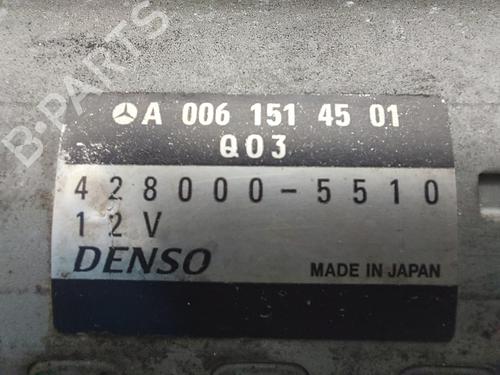 B-PARTS
A 006 151 45 01
Q03
428000-5510
12V
DENSO
MADE IN JAPAN